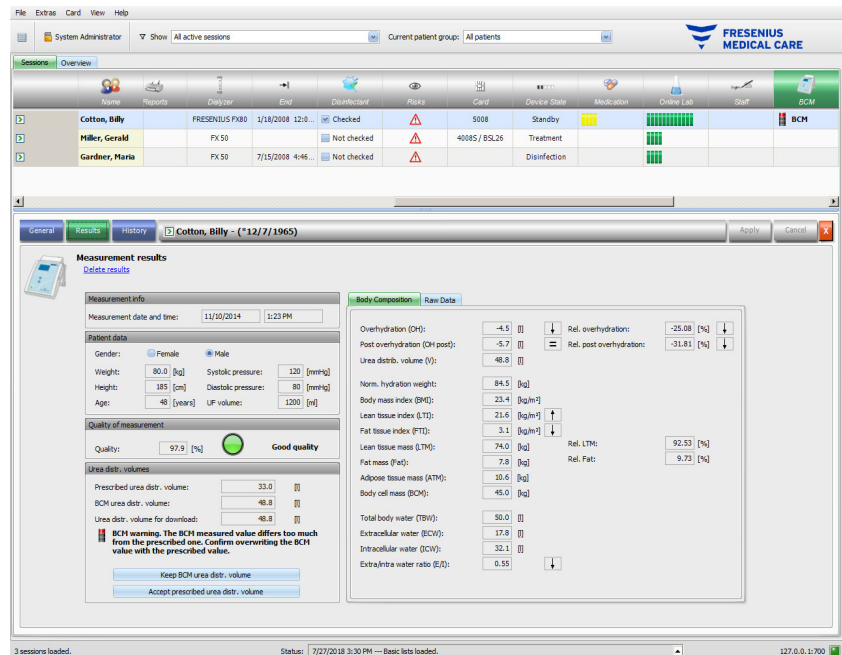 File Extras Card View Help
System Administrator Show All active sessions Current patient group: All patients
FRESENIUS
MEDICAL CARE
Sessions Overview
Name Reports Dialyzer End Disinfectant Risks Card Device State Medication Online Lab Staff BCM
Cotton, Billy FRESENIUS FX80 1/18/2008 12:0... Checked 5008 Standby BCM
Miller, Gerald FX 50 Not checked 4008S / BSL26 Treatment
Gardner, Maria FX 50 7/15/2008 4:46... Not checked Disinfection
General Results History Cotton, Billy - (*12/7/1965) Apply Cancel X
Measurement results
Delete results
Measurement info
Measurement date and time: 11/10/2014 1:23 PM
Patient data
Gender: Female Male
Weight: 80.0 [kg] Systolic pressure: 120 [mmHg]
Height: 185 [cm] Diastolic pressure: 80 [mmHg]
Age: 48 [years] UF volume: 1200 [ml]
Quality of measurement
Quality: 97.9 [%] Good quality
Urea distr. volumes
Prescribed urea distr. volume: 33.0 [l]
BCM urea distr. volume: 48.8 [l]
Urea distr. volume for download: 48.8 [l]
BCM warning. The BCM measured value differs too much
from the prescribed one. Confirm overwriting the BCM
value with the prescribed value.
Keep BCM urea distr. volume
Accept prescribed urea distr. volume
Body Composition Raw Data
Overhydration (OH): -4.5 [l] Rel. overhydration: -25.08 [%]
Post overhydration (OH post): -5.7 [l] = Rel. post overhydration: -31.81 [%]
Urea distrib. volume (V): 48.8 [l]
Norm. hydration weight: 84.5 [kg]
Body mass index (BMI): 23.4 [kg/m²]
Lean tissue index (LTI): 21.6 [kg/m²]
Fat tissue index (FTI): 3.1 [kg/m²]
Lean tissue mass (LTM): 74.0 [kg] Rel. LTM: 92.53 [%]
Fat mass (Fat): 7.8 [kg] Rel. Fat: 9.73 [%]
Adipose tissue mass (ATM): 10.6 [kg]
Body cell mass (BCM): 45.0 [kg]
Total body water (TBW): 50.0 [l]
Extracellular water (ECW): 17.8 [l]
Intracellular water (ICW): 32.1 [l]
Extra/intra water ratio (E/I): 0.55
3 sessions loaded. Status: 7/27/2018 3:30 PM --- Basic lists loaded. 127.0.0.1:700